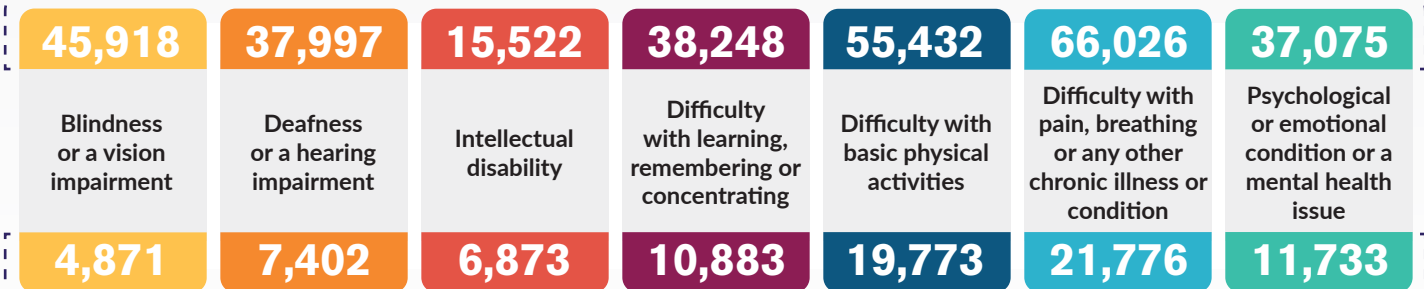 45,918
Blindness
or a vision
impairment
4,871
37,997
Deafness
or a hearing
impairment
7,402
15,522
Intellectual
disability
6,873
38,248
Difficulty
with learning,
remembering or
concentrating
10,883
55,432
Difficulty with
basic physical
activities
19,773
66,026
Difficulty with
pain, breathing
or any other
chronic illness or
condition
21,776
37,075
Psychological
or emotional
condition or a
mental health
issue
11,733